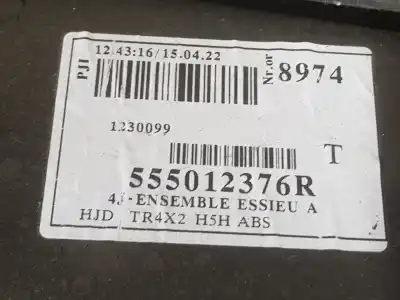 12:43:16/15.04.22
PJI
Nr.or
8974
1230099
T
555012376R
ENSEMBLE ESSIEU A
HJD TR4X2 H5H ABS